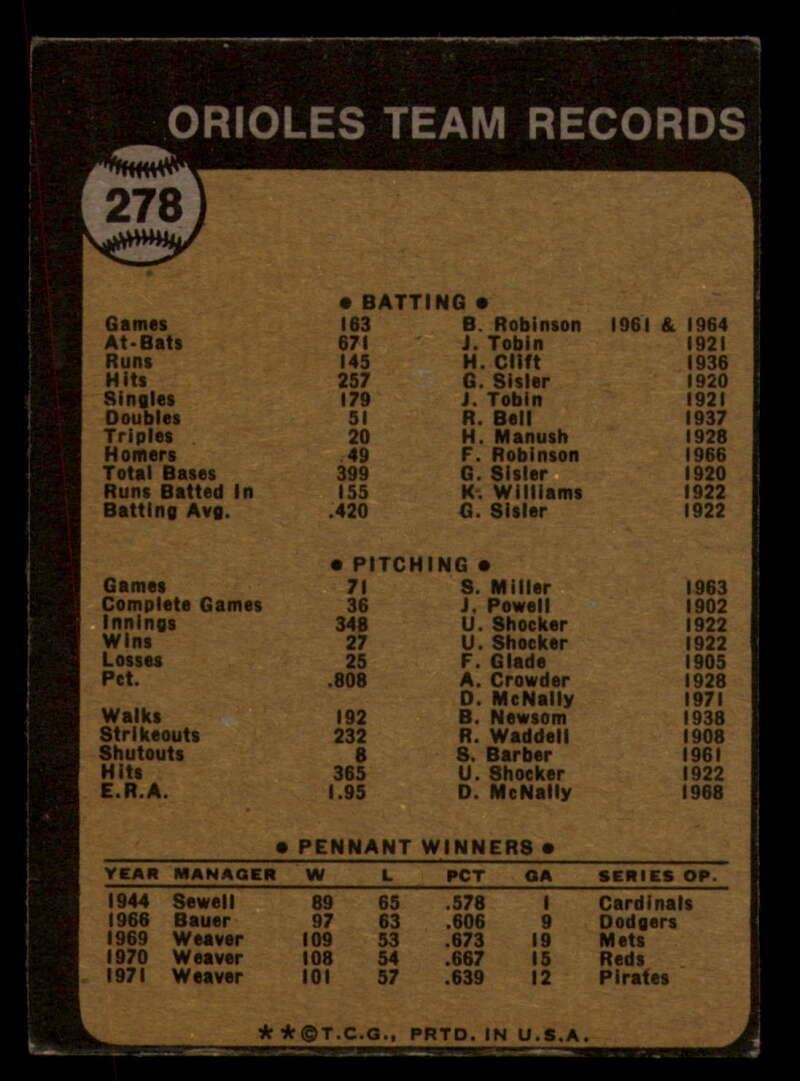 ORIOLES TEAM RECORDS
278
• BATTING •
Games 163 B. Robinson 1961 & 1964
At-Bats 671 J. Tobin 1921
Runs 145 H. Clift 1936
Hits 257 G. Sisler 1920
Singles 179 J. Tobin 1921
Doubles 51 R. Bell 1937
Triples 20 H. Manush 1928
Homers 49 F. Robinson 1966
Total Bases 399 G. Sisler 1920
Runs Batted In 155 K. Williams 1922
Batting Avg. .420 G. Sisler 1922
• PITCHING •
Games 71 S. Miller 1963
Complete Games 36 J. Powell 1902
Innings 348 U. Shocker 1922
Wins 27 U. Shocker 1922
Losses 25 F. Glade 1905
Pct. .808 A. Crowder 1928
D. McNally 1971
Walks 192 B. Newsom 1938
Strikeouts 232 R. Waddell 1908
Shutouts 8 S. Barber 1961
Hits 365 U. Shocker 1922
E.R.A. 1.95 D. McNally 1968
• PENNANT WINNERS •
YEAR MANAGER W L PCT GA SERIES OP.
1944 Sewell 89 65 .578 1 Cardinals
1966 Bauer 97 63 .606 9 Dodgers
1969 Weaver 109 53 .673 19 Mets
1970 Weaver 108 54 .667 15 Reds
1971 Weaver 101 57 .639 12 Pirates
**©T.C.G., PRTD. IN U.S.A.